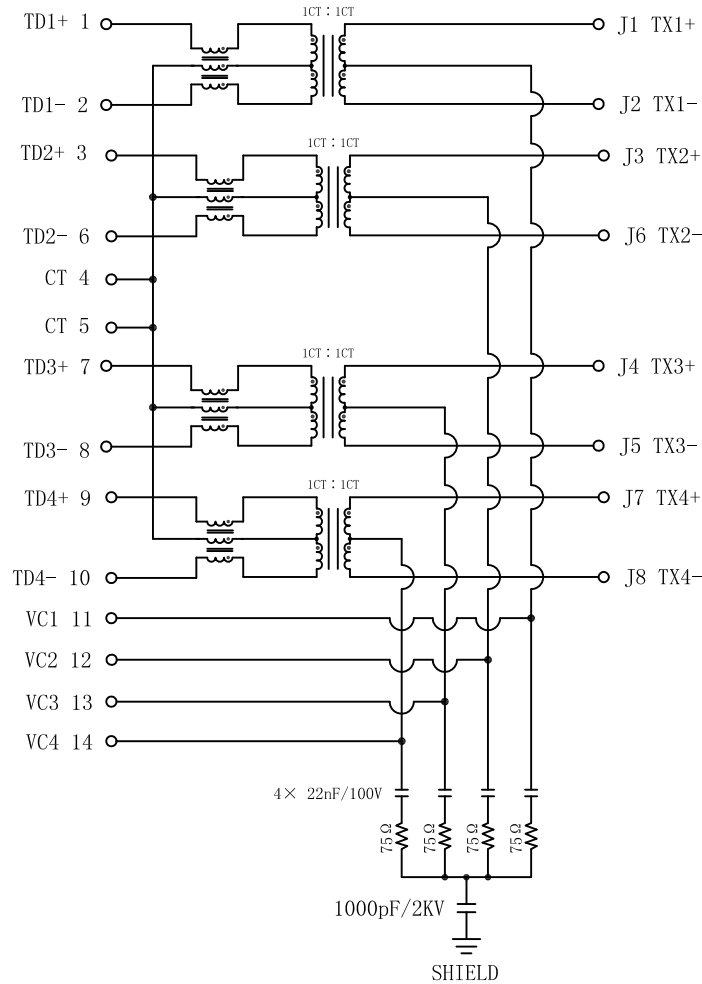 1CT : 1CT
TD1+ 1
J1 TX1+
TD1- 2
J2 TX1-
1CT : 1CT
TD2+ 3
J3 TX2+
TD2- 6
J6 TX2-
CT 4
CT 5
1CT : 1CT
TD3+ 7
J4 TX3+
TD3- 8
J5 TX3-
1CT : 1CT
TD4+ 9
J7 TX4+
TD4- 10
J8 TX4-
VC1 11
VC2 12
VC3 13
VC4 14
4× 22nF/100V
75Ω
75Ω
75Ω
75Ω
1000pF/2KV
SHIELD